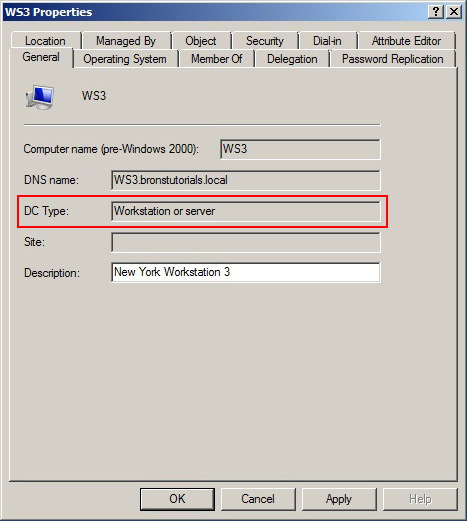 WS3 Properties
Location Managed By Object Security Dial-in Attribute Editor
General Operating System Member Of Delegation Password Replication
WS3
Computer name (pre-Windows 2000): WS3
DNS name: WS3.bronstutorials.local
DC Type: Workstation or server
Site:
Description: New York Workstation 3
OK Cancel Apply Help